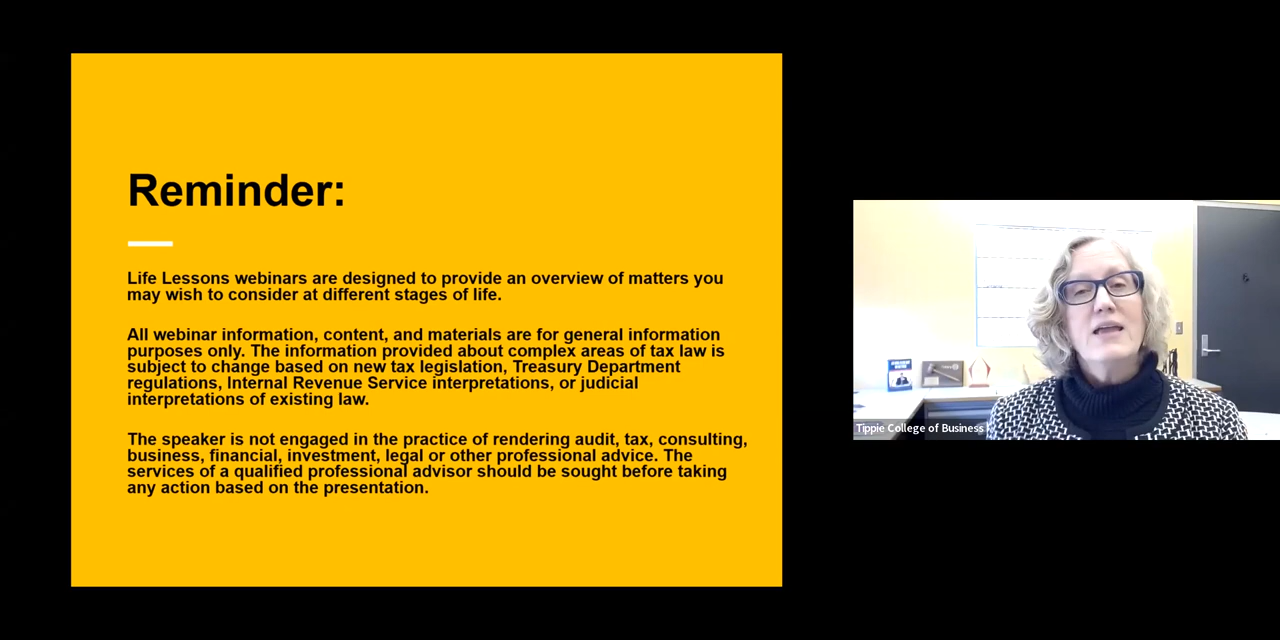 Reminder:
Life Lessons webinars are designed to provide an overview of matters you
may wish to consider at different stages of life.
All webinar information, content, and materials are for general information
purposes only. The information provided about complex areas of tax law is
subject to change based on new tax legislation, Treasury Department
regulations, Internal Revenue Service interpretations, or judicial
interpretations of existing law.
The speaker is not engaged in the practice of rendering audit, tax, consulting,
business, financial, investment, legal or other professional advice. The
services of a qualified professional advisor should be sought before taking
any action based on the presentation.
Tippie College of Business